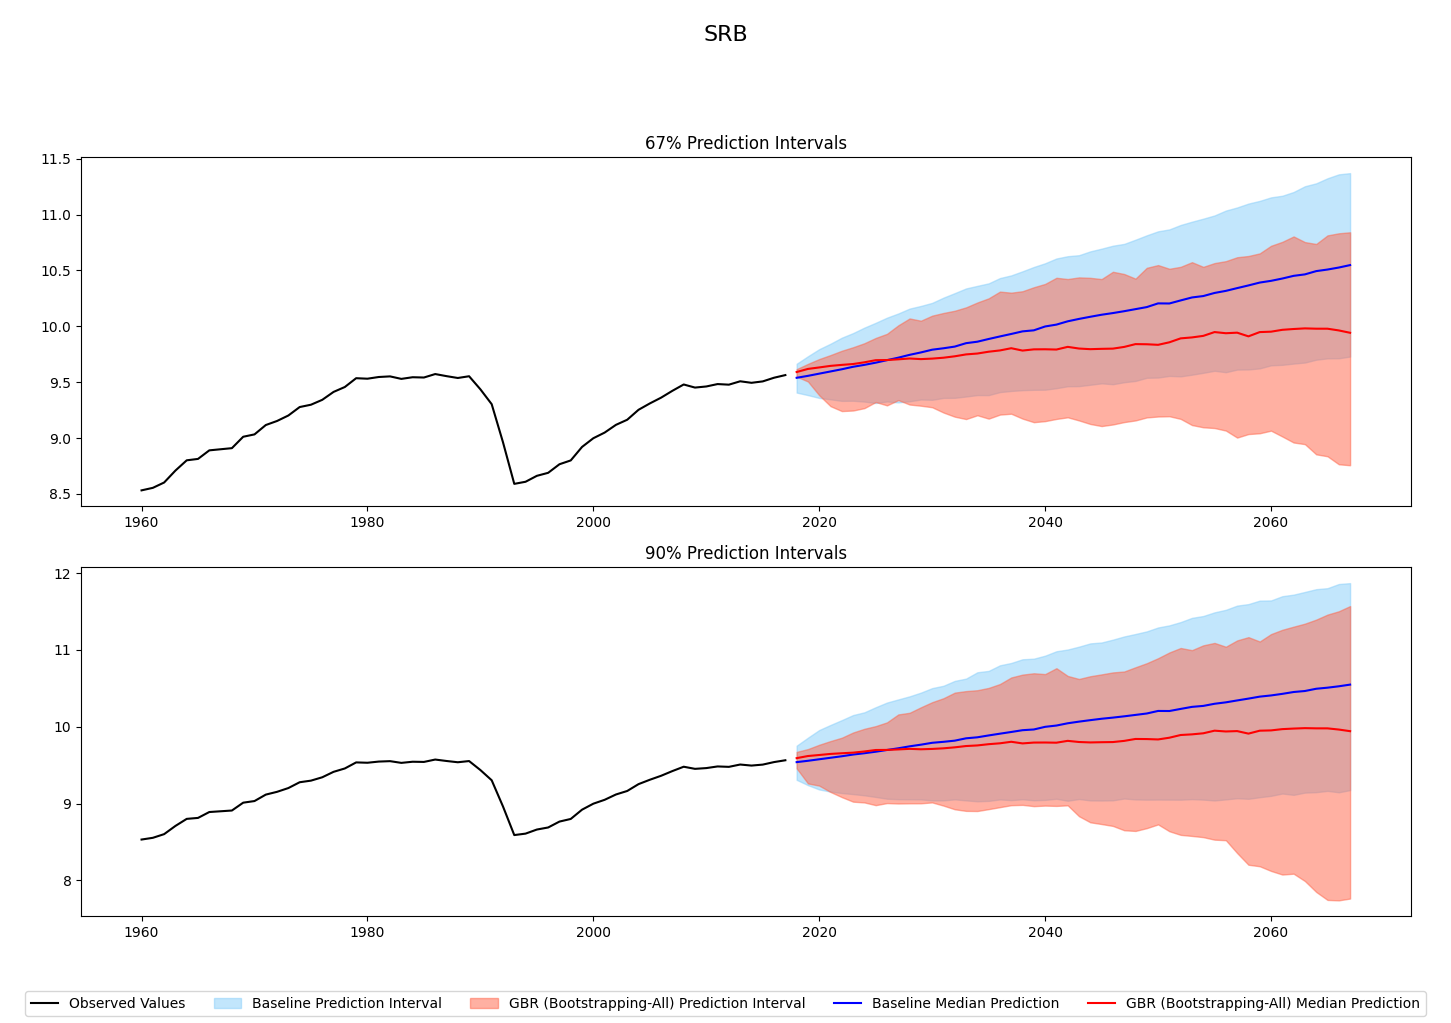 SRB
67% Prediction Intervals
11.5
11.0
10.5
10.0
9.5
9.0
8.5
1960 1980 2000 2020 2040 2060
90% Prediction Intervals
12
11
10
9
8
1960 1980 2000 2020 2040 2060
Observed Values Baseline Prediction Interval GBR (Bootstrapping-All) Prediction Interval Baseline Median Prediction GBR (Bootstrapping-All) Median Prediction